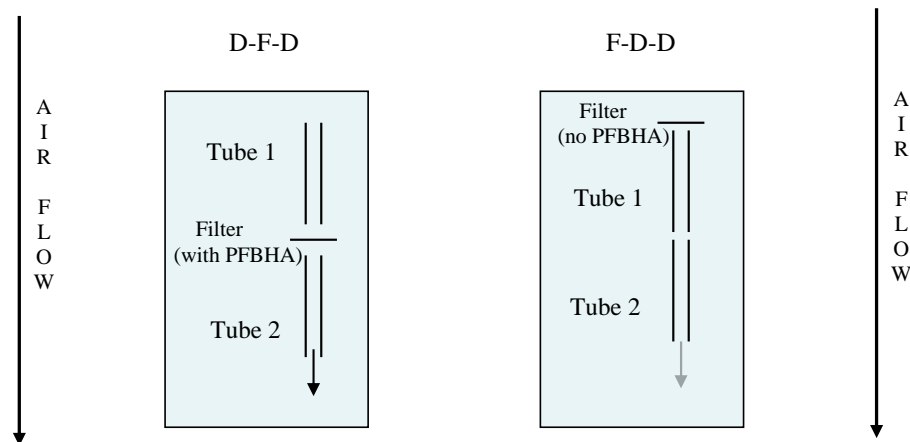 D-F-D
F-D-D
A
I
R
F
L
O
W
Tube 1
Filter
(with PFBHA)
Tube 2
Filter
(no PFBHA)
Tube 1
Tube 2
A
I
R
F
L
O
W